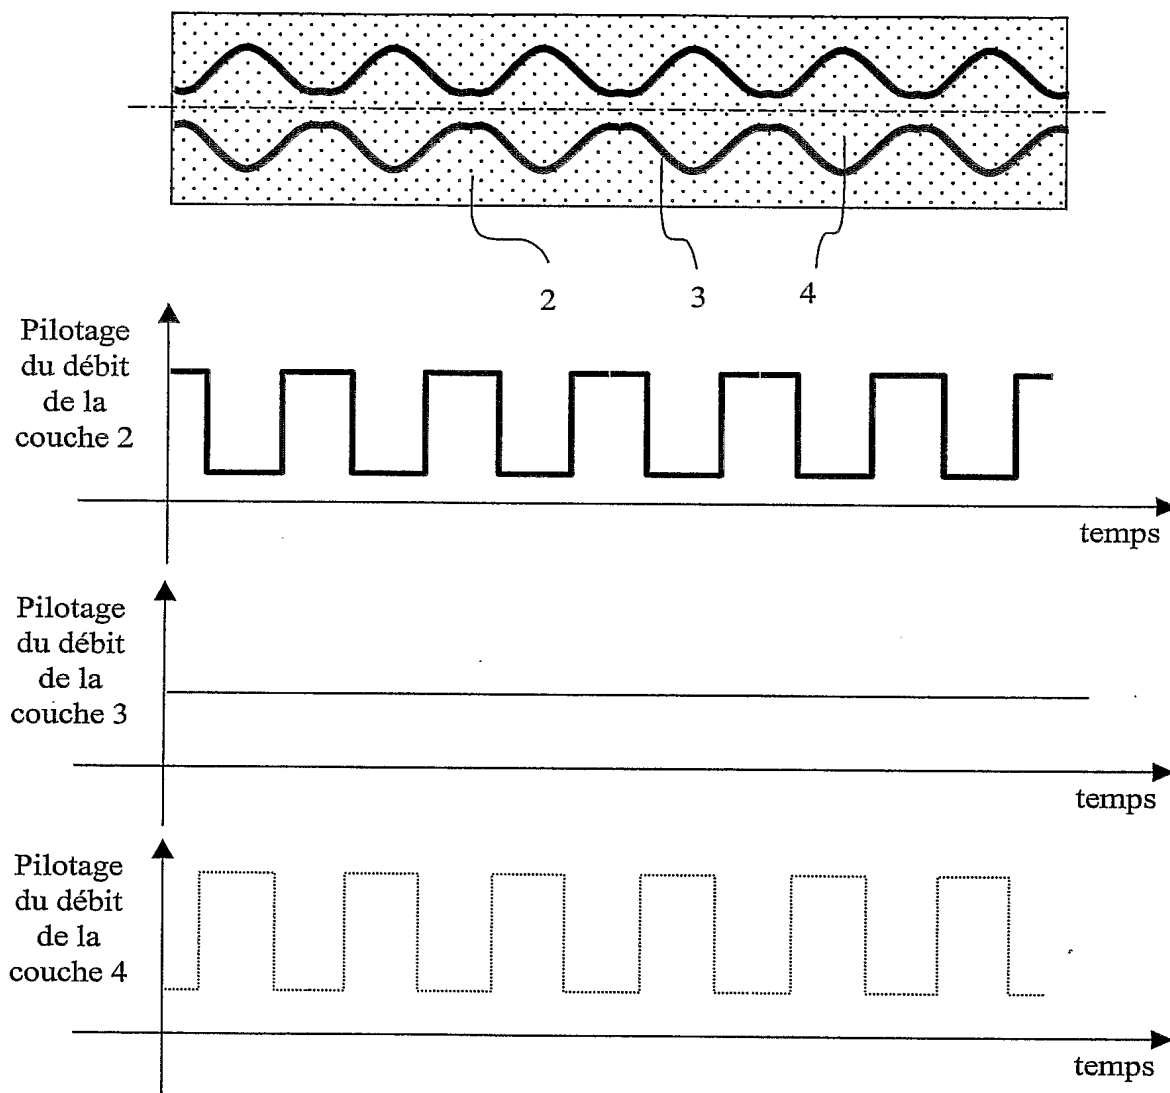 2
3
4
Pilotage
du débit
de la
couche 2
temps
Pilotage
du débit
de la
couche 3
temps
Pilotage
du débit
de la
couche 4
temps